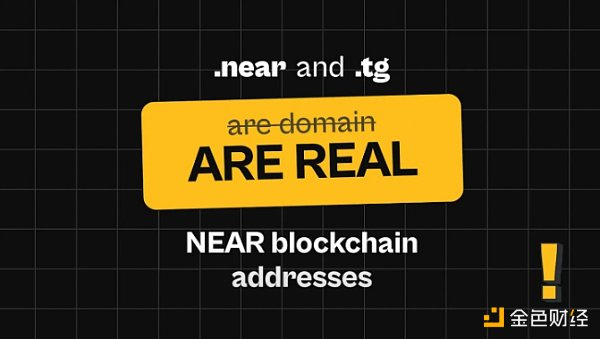 .near and .tg
are domain
ARE REAL
NEAR blockchain
addresses
!
金色财经